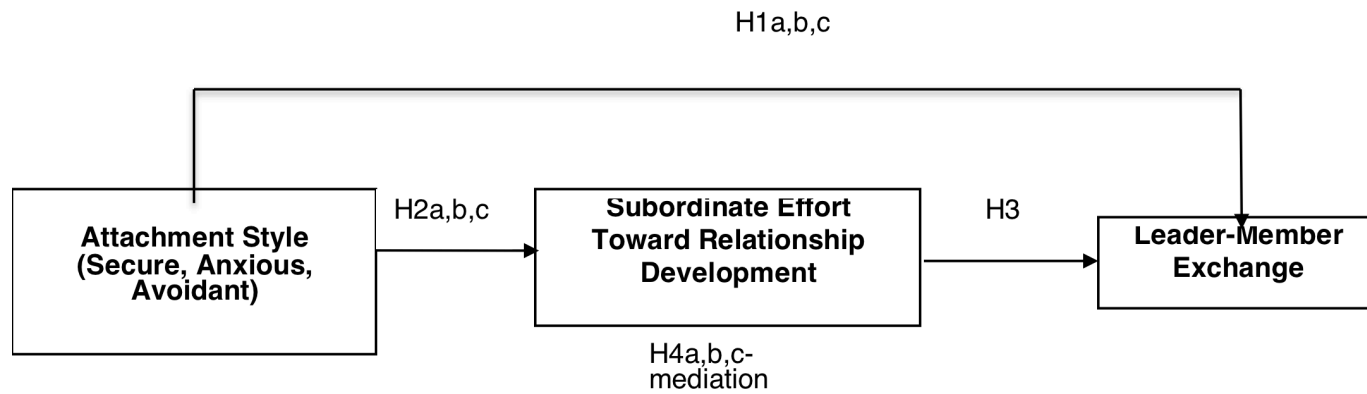 H1a,b,c
Attachment Style
(Secure, Anxious,
Avoidant)
H2a,b,c
Subordinate Effort
Toward Relationship
Development
H3
Leader-Member
Exchange
H4a,b,c-
mediation